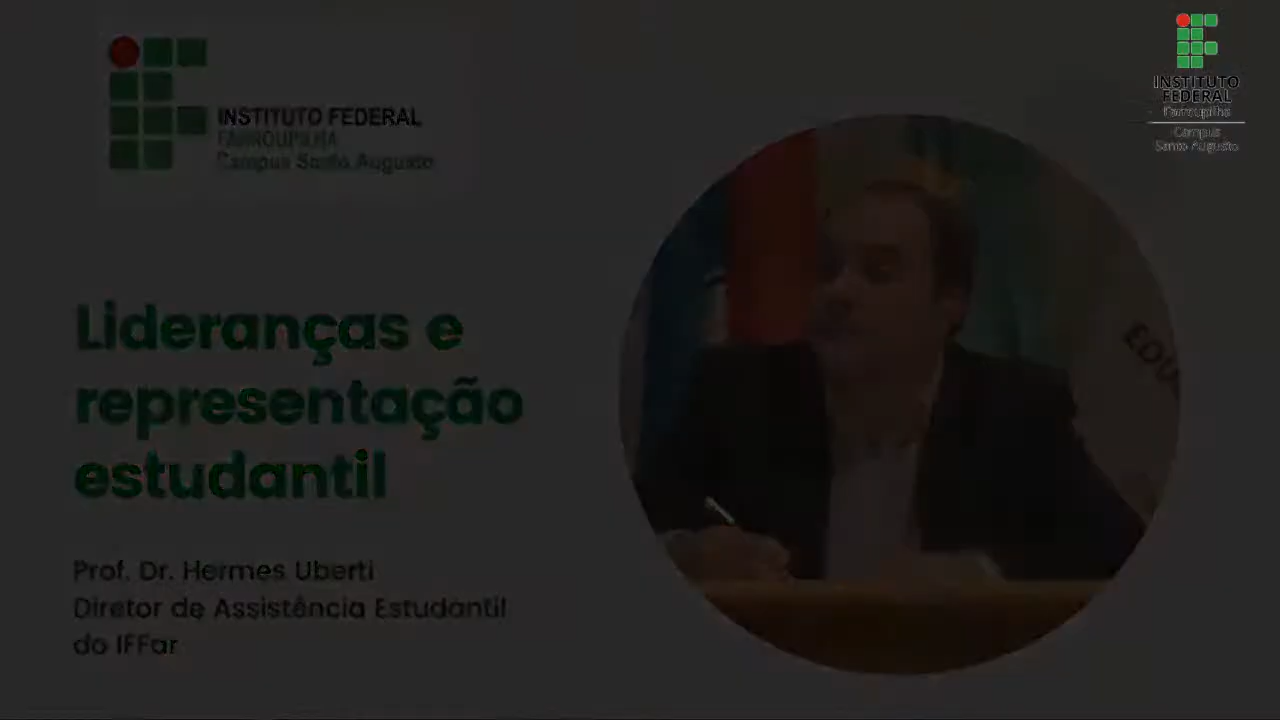 INSTITUTO FEDERAL
FARROUPILHA
Campus Santo Augusto
INSTITUTO
FEDERAL
Farroupilha
Campus
Santo Augusto
Lideranças e
representação
estudantil
EDU
Prof. Dr. Hermes Uberti
Diretor de Assistência Estudantil
do IFFar